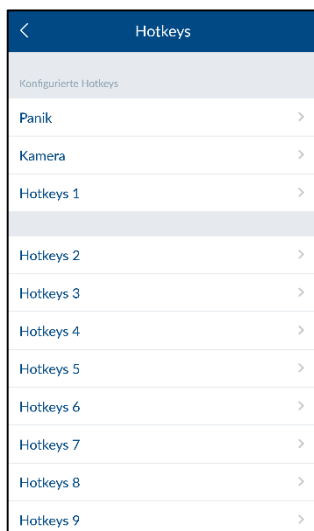 Hotkeys
Konfigurierte Hotkeys
Panik
Kamera
Hotkeys 1
Hotkeys 2
Hotkeys 3
Hotkeys 4
Hotkeys 5
Hotkeys 6
Hotkeys 7
Hotkeys 8
Hotkeys 9